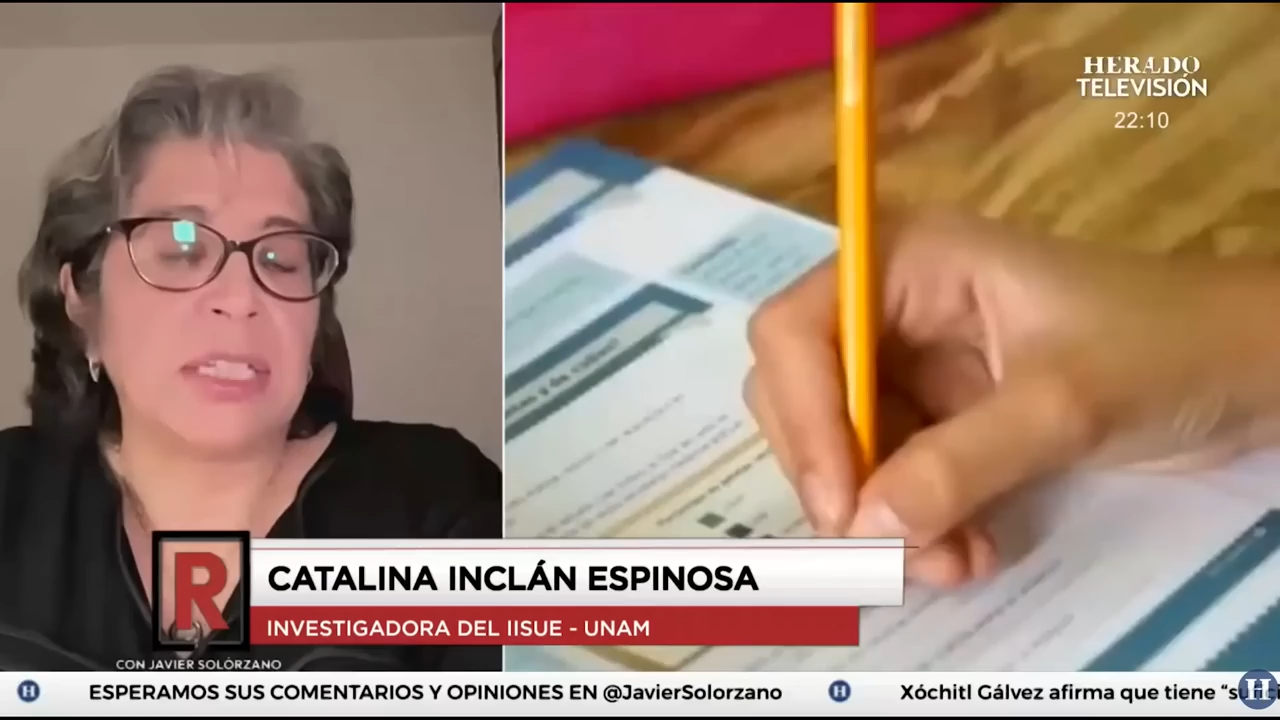 HERALDO
TELEVISIÓN
22:10
R
CATALINA INCLÁN ESPINOSA
INVESTIGADORA DEL IISUE - UNAM
CON JAVIER SOLÓRZANO
H ESPERAMOS SUS COMENTARIOS Y OPINIONES EN @JavierSolorzano H Xóchitl Gálvez afirma que tiene
H